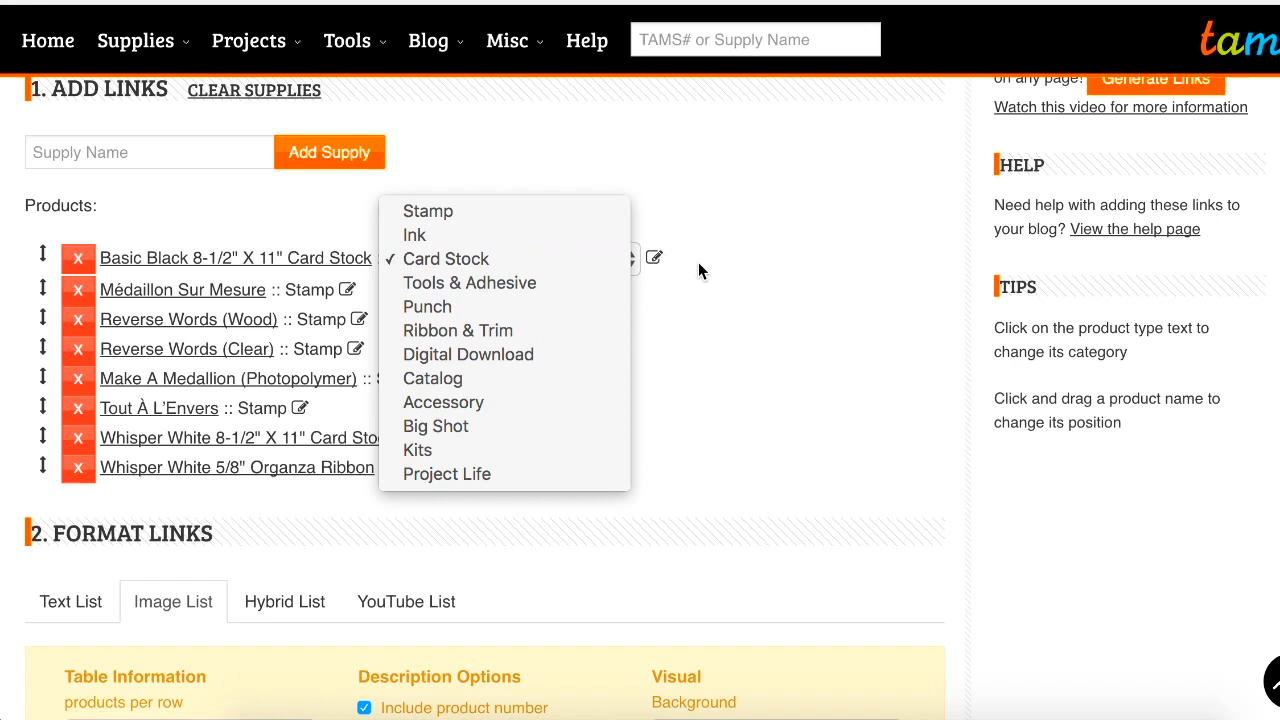 Home Supplies Projects Tools Blog Misc Help TAMS# or Supply Name tam
1. ADD LINKS CLEAR SUPPLIES
Supply Name Add Supply
Products:
Basic Black 8-1/2" X 11" Card Stock
x Médaillon Sur Mesure :: Stamp
x Reverse Words (Wood) :: Stamp
x Reverse Words (Clear) :: Stamp
x Make A Medallion (Photopolymer) ::
x Tout À L’Envers :: Stamp
x Whisper White 8-1/2" X 11" Card Sto
x Whisper White 5/8" Organza Ribbon
Stamp
Ink
✓ Card Stock
Tools & Adhesive
Punch
Ribbon & Trim
Digital Download
Catalog
Accessory
Big Shot
Kits
Project Life
2. FORMAT LINKS
Text List Image List Hybrid List YouTube List
Table Information Description Options Visual
products per row Include product number Background
on any page! Generate Links
Watch this video for more information
HELP
Need help with adding these links to
your blog? View the help page
TIPS
Click on the product type text to
change its category
Click and drag a product name to
change its position